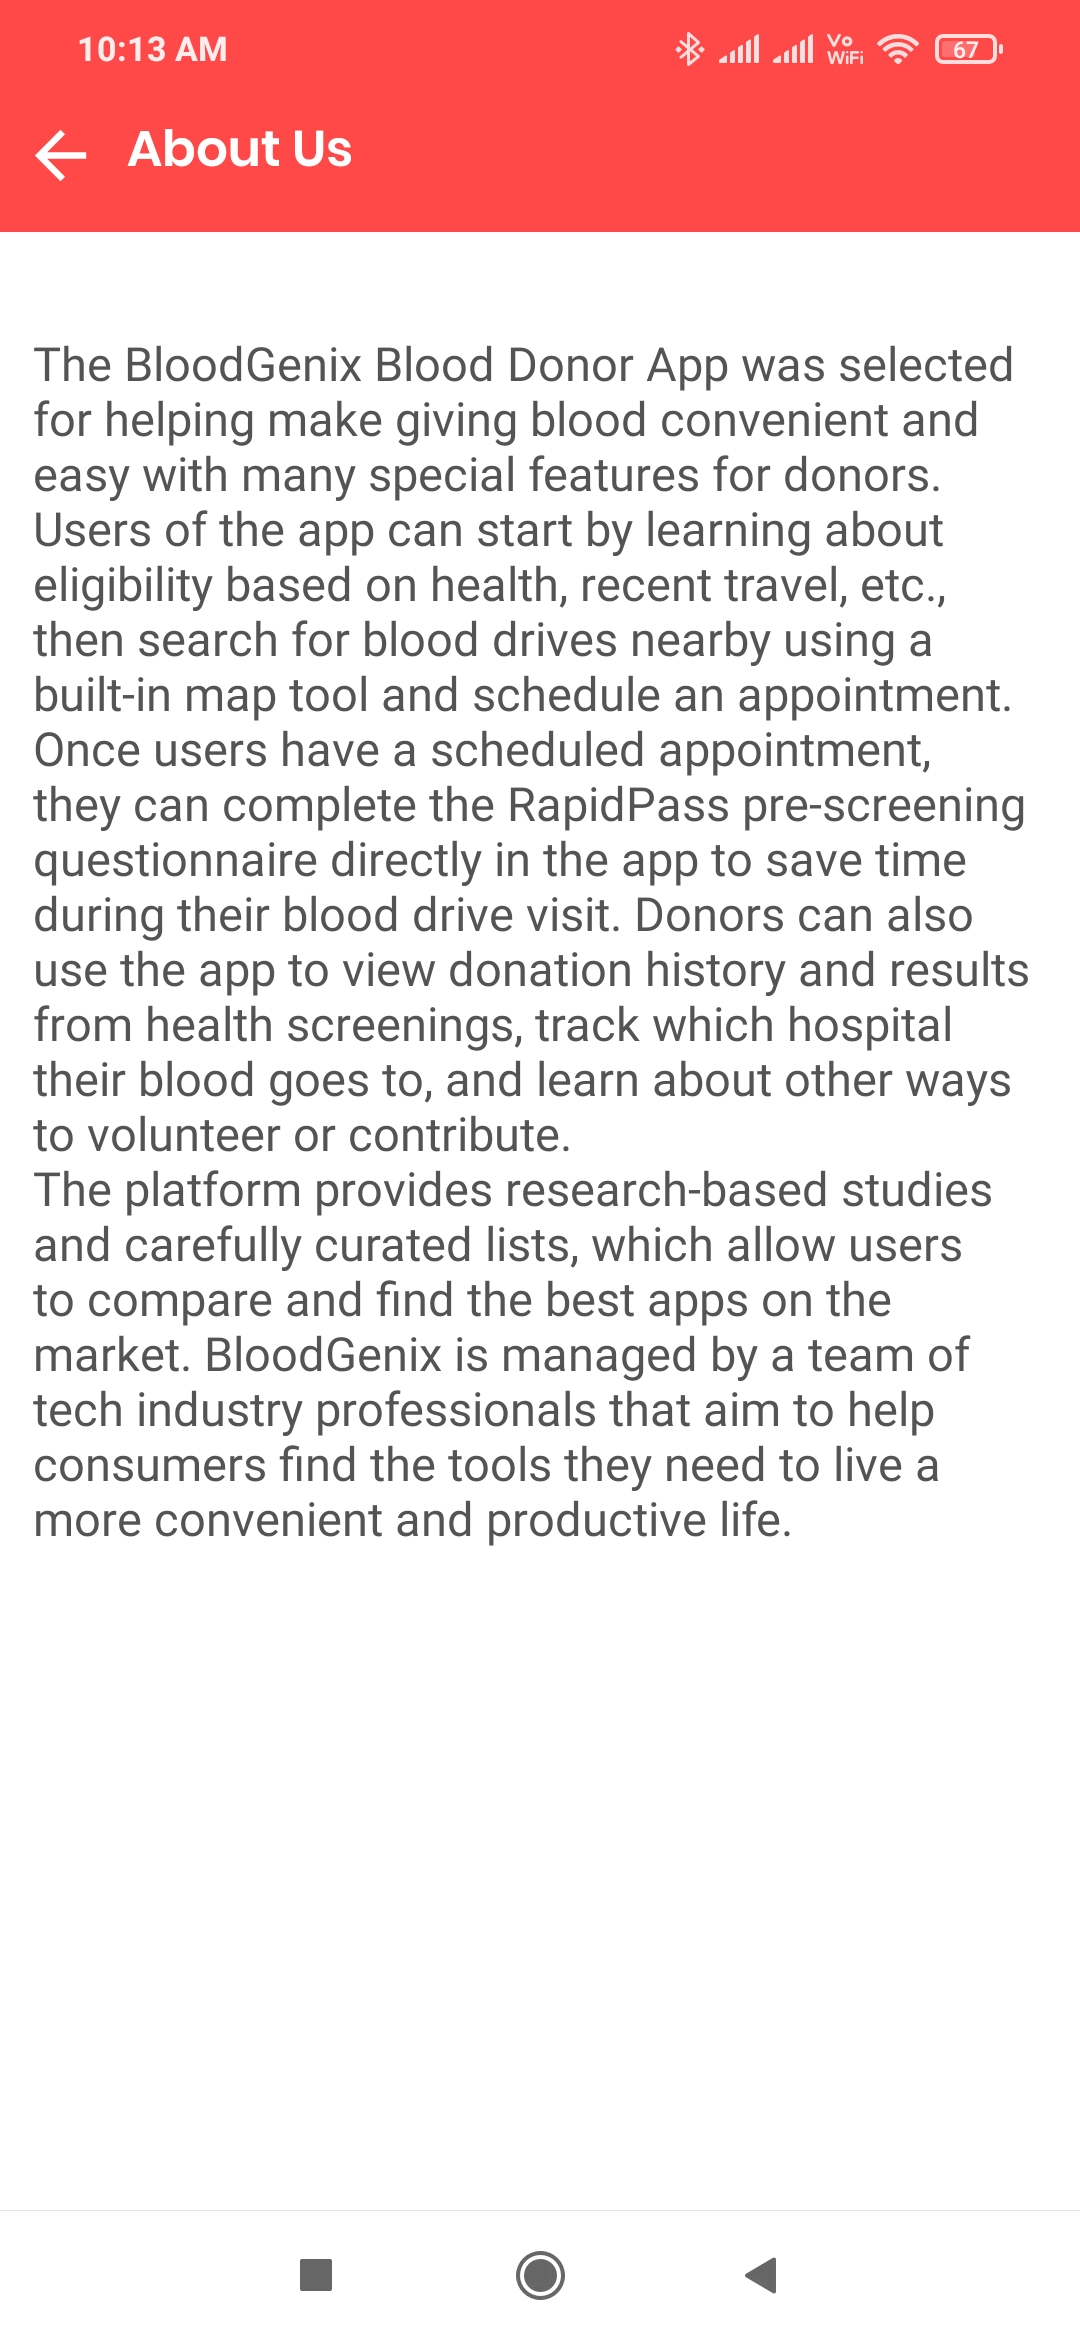 10:13 AM
Vo
WiFi
67
About Us
The BloodGenix Blood Donor App was selected
for helping make giving blood convenient and
easy with many special features for donors.
Users of the app can start by learning about
eligibility based on health, recent travel, etc.,
then search for blood drives nearby using a
built-in map tool and schedule an appointment.
Once users have a scheduled appointment,
they can complete the RapidPass pre-screening
questionnaire directly in the app to save time
during their blood drive visit. Donors can also
use the app to view donation history and results
from health screenings, track which hospital
their blood goes to, and learn about other ways
to volunteer or contribute.
The platform provides research-based studies
and carefully curated lists, which allow users
to compare and find the best apps on the
market. BloodGenix is managed by a team of
tech industry professionals that aim to help
consumers find the tools they need to live a
more convenient and productive life.